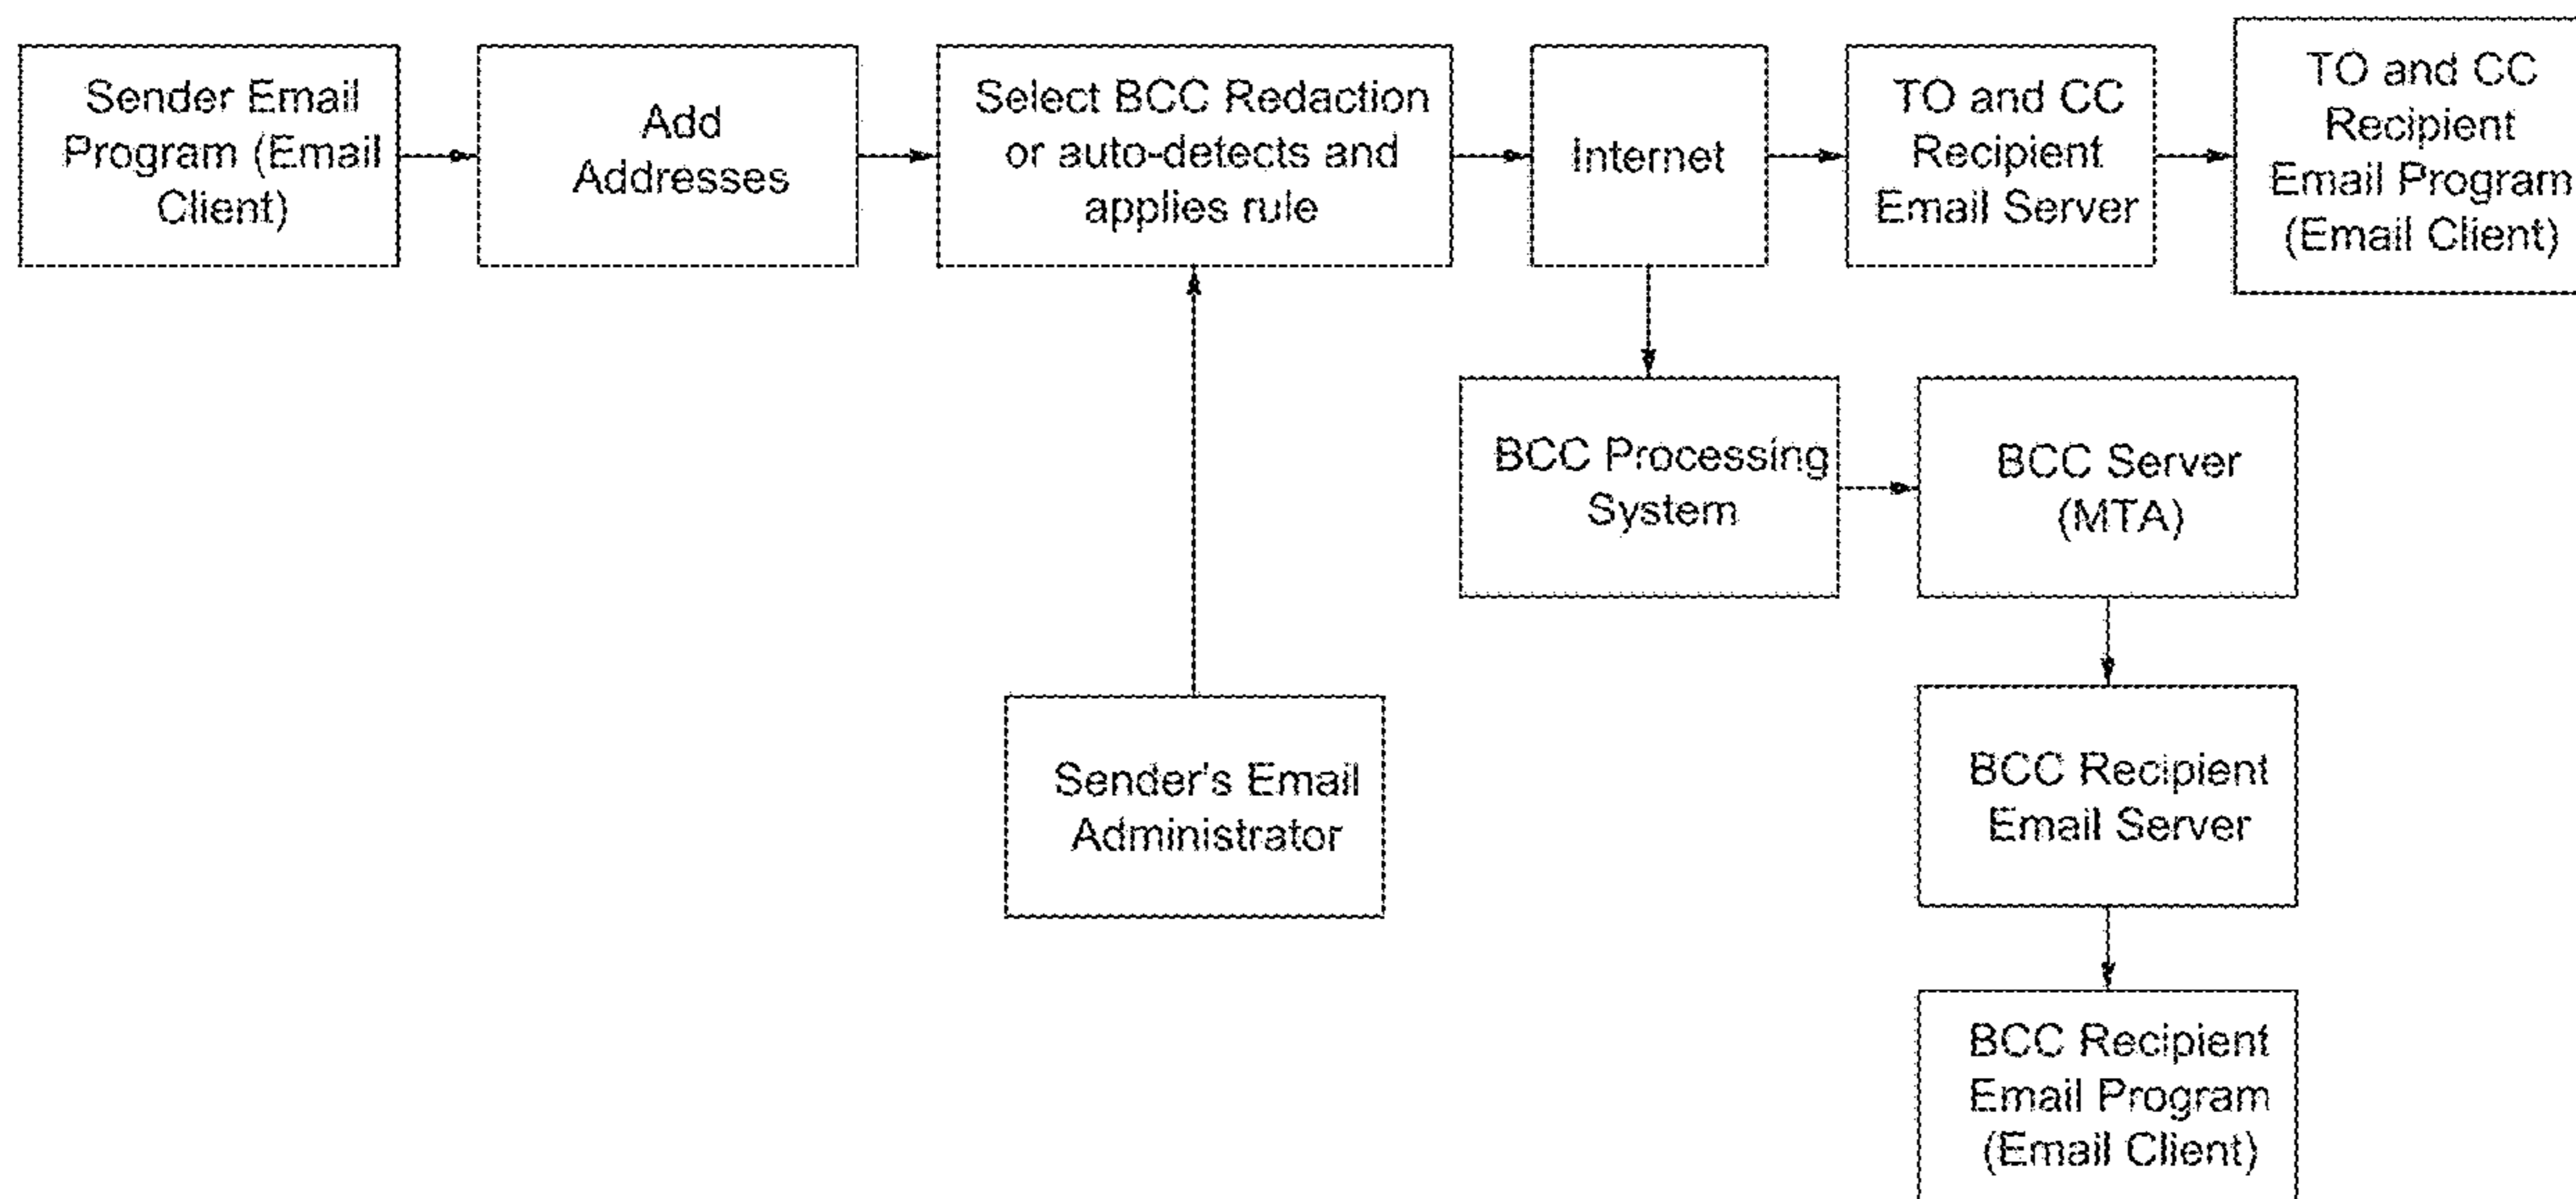 Sender Email
Program (Email
Client)
Add
Addresses
Select BCC Redaction
or auto-detects and
applies rule
Internet
TO and CC
Recipient
Email Server
TO and CC
Recipient
Email Program
(Email Client)
BCC Processing
System
BCC Server
(MTA)
Sender's Email
Administrator
BCC Recipient
Email Server
BCC Recipient
Email Program
(Email Client)